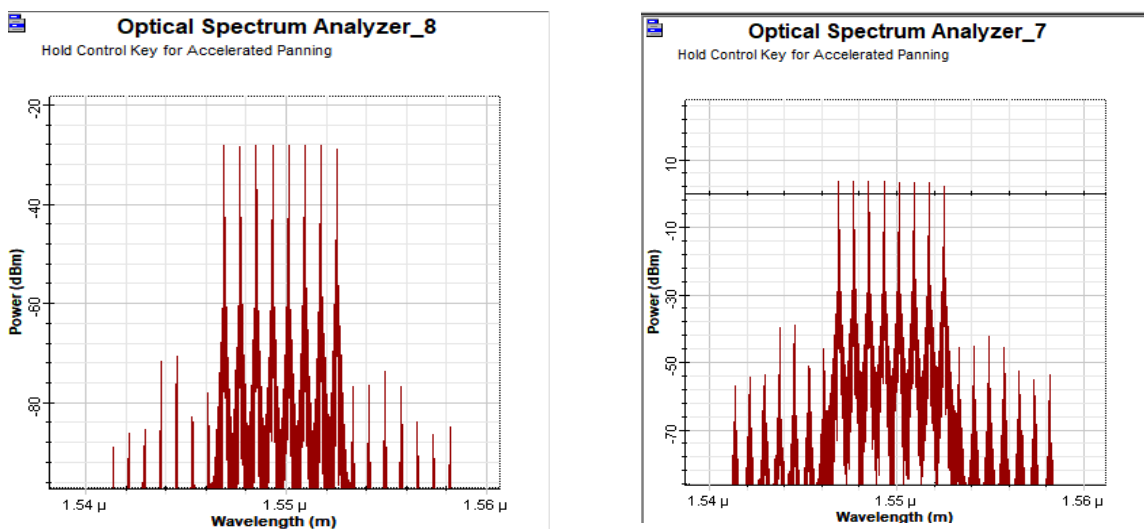 Optical Spectrum Analyzer_8
Hold Control Key for Accelerated Panning
Power (dBm)
-20
-40
-60
-80
1.54 µ
1.55 µ
1.56 µ
Wavelength (m)
Optical Spectrum Analyzer_7
Hold Control Key for Accelerated Panning
Power (dBm)
10
-10
-30
-50
-70
1.54 µ
1.55 µ
1.56 µ
Wavelength (m)